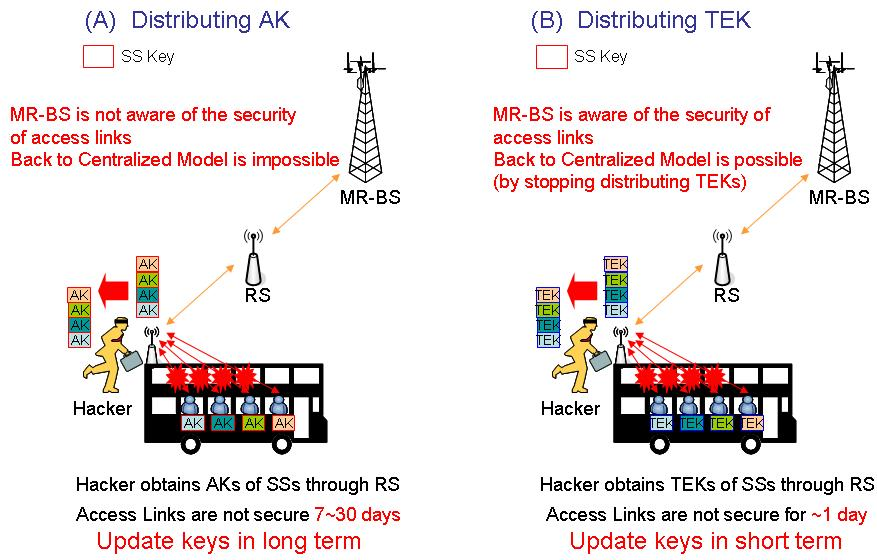 (A) Distributing AK
SS Key
MR-BS is not aware of the security
of access links
Back to Centralized Model is impossible
MR-BS
RS
AK
AK
AK
AK
AK
AK
AK
AK
Hacker
AK AK AK AK
Hacker obtains AKs of SSs through RS
Access Links are not secure 7~30 days
Update keys in long term
(B) Distributing TEK
SS Key
MR-BS is aware of the security of
access links
Back to Centralized Model is possible
(by stopping distributing TEKs)
MR-BS
RS
TEK
TEK
TEK
TEK
TEK
TEK
TEK
TEK
Hacker
TEK TEK TEK TEK
Hacker obtains TEKs of SSs through RS
Access Links are not secure for ~1 day
Update keys in short term